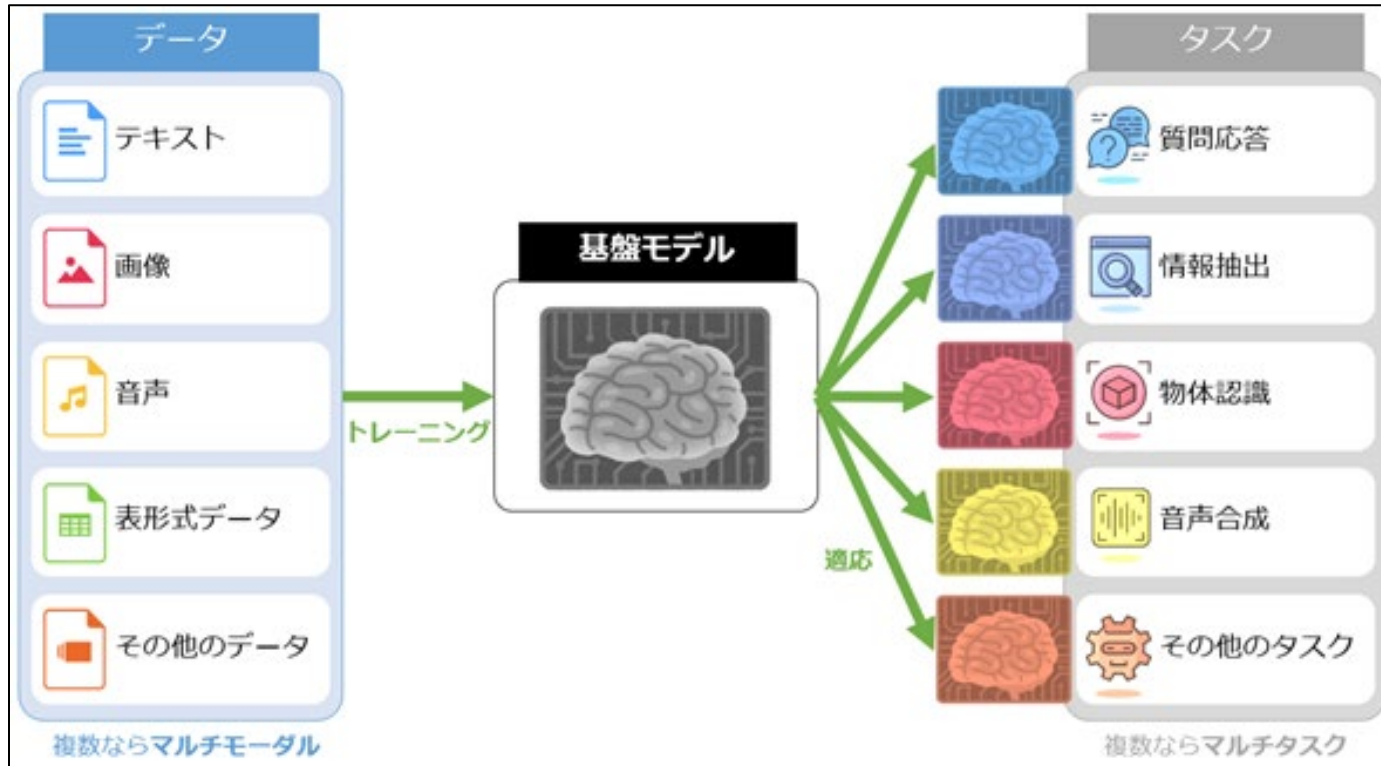 データ
テキスト
画像
音声
表形式データ
その他のデータ
複数ならマルチモーダル
トレーニング
基盤モデル
適応
タスク
質問応答
情報抽出
物体認識
音声合成
その他のタスク
複数ならマルチタスク